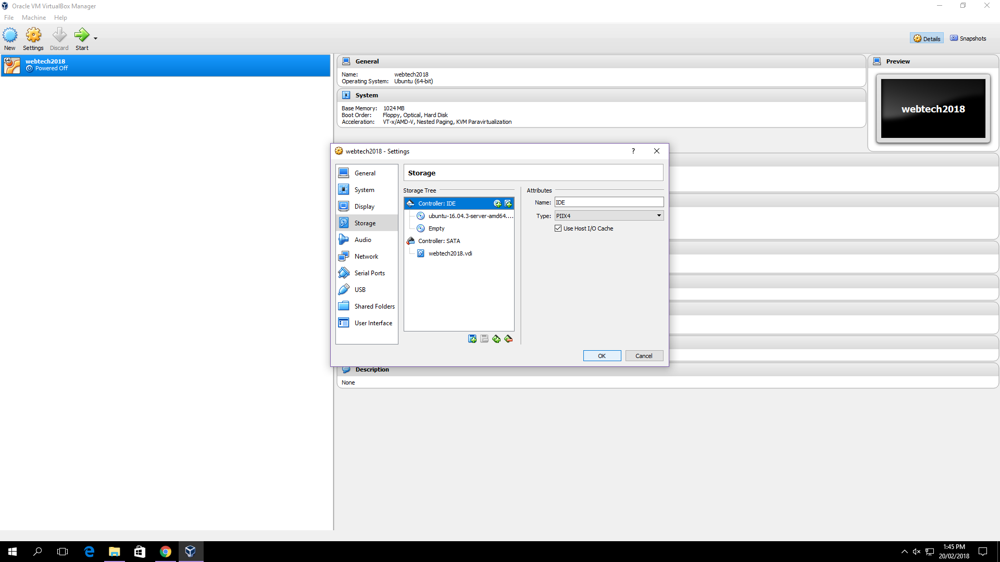 Oracle VM VirtualBox Manager
File Machine Help
New Settings Discard Start
Details Snapshots
64
webtech2018
Powered Off
General
Name: webtech2018
Operating System: Ubuntu (64-bit)
System
Base Memory: 1024 MB
Boot Order: Floppy, Optical, Hard Disk
Acceleration: VT-x/AMD-V, Nested Paging, KVM Paravirtualization
Preview
webtech2018
webtech2018 - Settings
?
General
System
Display
Storage
Audio
Network
Serial Ports
USB
Shared Folders
User Interface
Storage
Storage Tree
Controller: IDE
ubuntu-16.04.3-server-amd64....
Empty
Controller: SATA
webtech2018.vdi
Attributes
Name: IDE
Type: PIIX4
Use Host I/O Cache
OK Cancel
Description
None
1:45 PM
20/02/2018